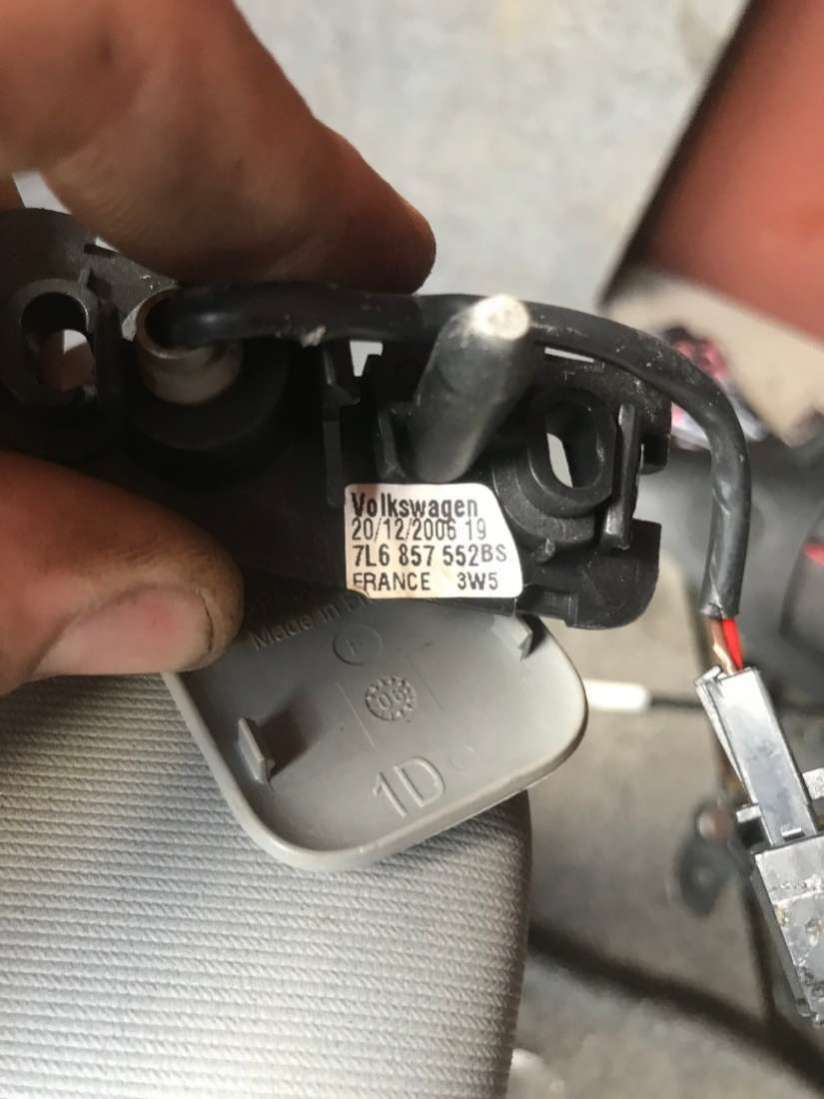 Volkswagen
20/12/2006 19
7L6 857 552BS
FRANCE 3W5
Made in
1D